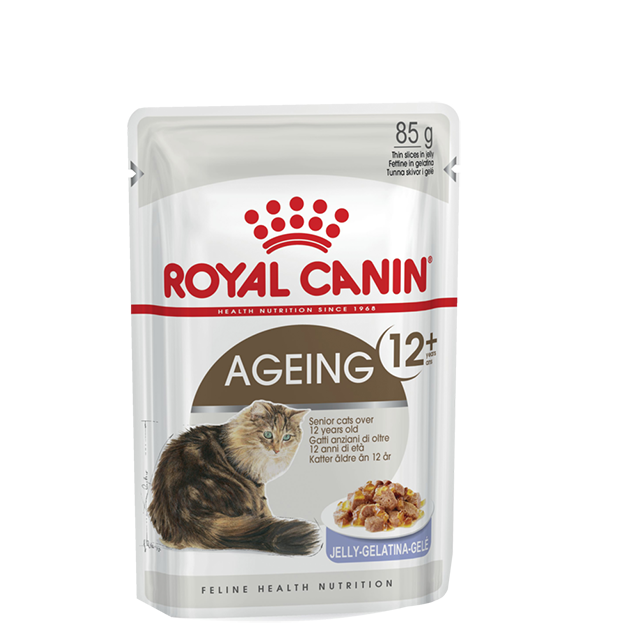 85 g
Thin slices in jelly
Fettine in gelatina
Tunna skivor i gelé
ROYAL CANIN®
HEALTH NUTRITION SINCE 1968
AGEING 12+
years
anni
Senior cats over
12 years old
Gatti anziani di oltre
12 anni di età
Katter äldre än 12 år
JELLY-GELATINA-GELÉ
FELINE HEALTH NUTRITION